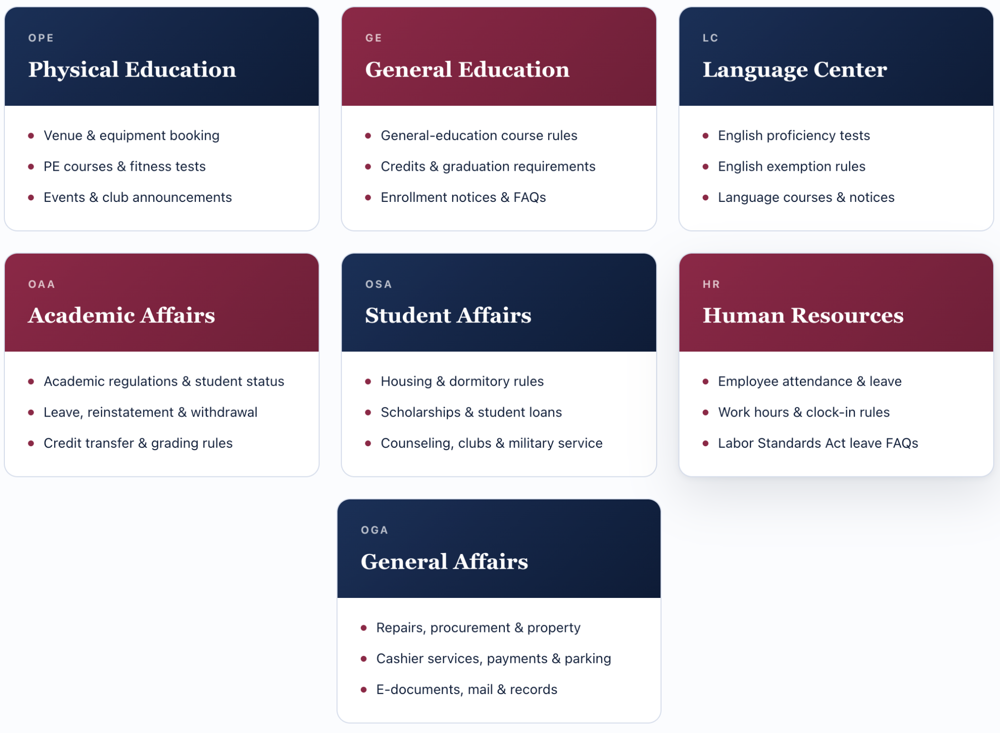 OPE
Physical Education
Venue & equipment booking
PE courses & fitness tests
Events & club announcements
GE
General Education
General-education course rules
Credits & graduation requirements
Enrollment notices & FAQs
LC
Language Center
English proficiency tests
English exemption rules
Language courses & notices
OAA
Academic Affairs
Academic regulations & student status
Leave, reinstatement & withdrawal
Credit transfer & grading rules
OSA
Student Affairs
Housing & dormitory rules
Scholarships & student loans
Counseling, clubs & military service
HR
Human Resources
Employee attendance & leave
Work hours & clock-in rules
Labor Standards Act leave FAQs
OGA
General Affairs
Repairs, procurement & property
Cashier services, payments & parking
E-documents, mail & records